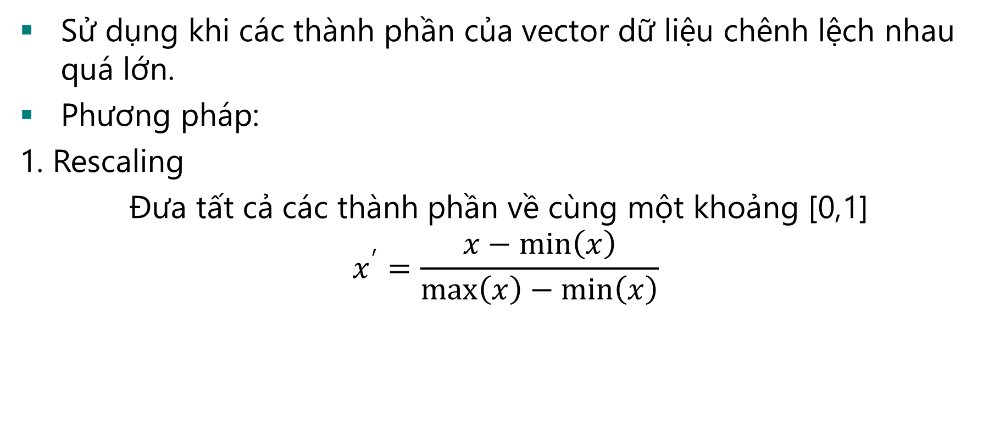 ▪ Sử dụng khi các thành phần của vector dữ liệu chênh lệch nhau
quá lớn.
▪ Phương pháp:
1. Rescaling
Đưa tất cả các thành phần về cùng một khoảng [0,1]
x′ = (x − min(x)) / (max(x) − min(x))